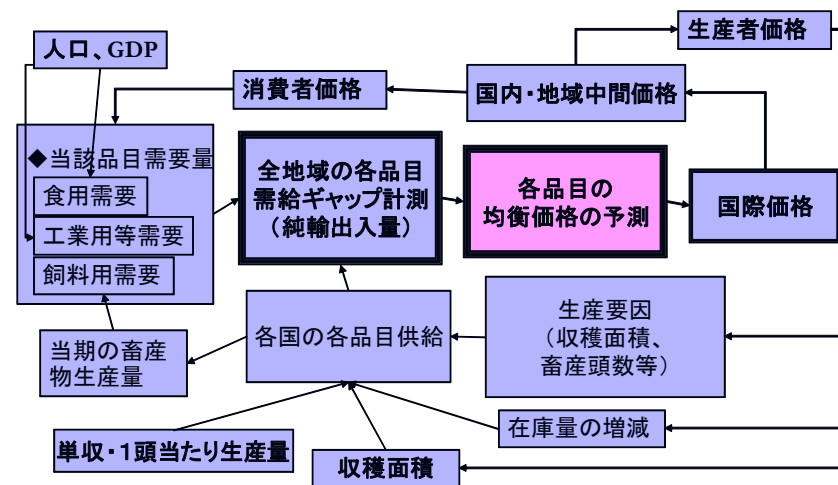 生産者価格
人口、GDP
消費者価格
国内・地域中間価格
◆当該品目需要量
食用需要
工業用等需要
飼料用需要
全地域の各品目
需給ギャップ計測
（純輸出入量）
各品目の
均衡価格の予測
国際価格
当期の畜産
物生産量
各国の各品目供給
生産要因
（収穫面積、
畜産頭数等）
在庫量の増減
単収・１頭当たり生産量
収穫面積